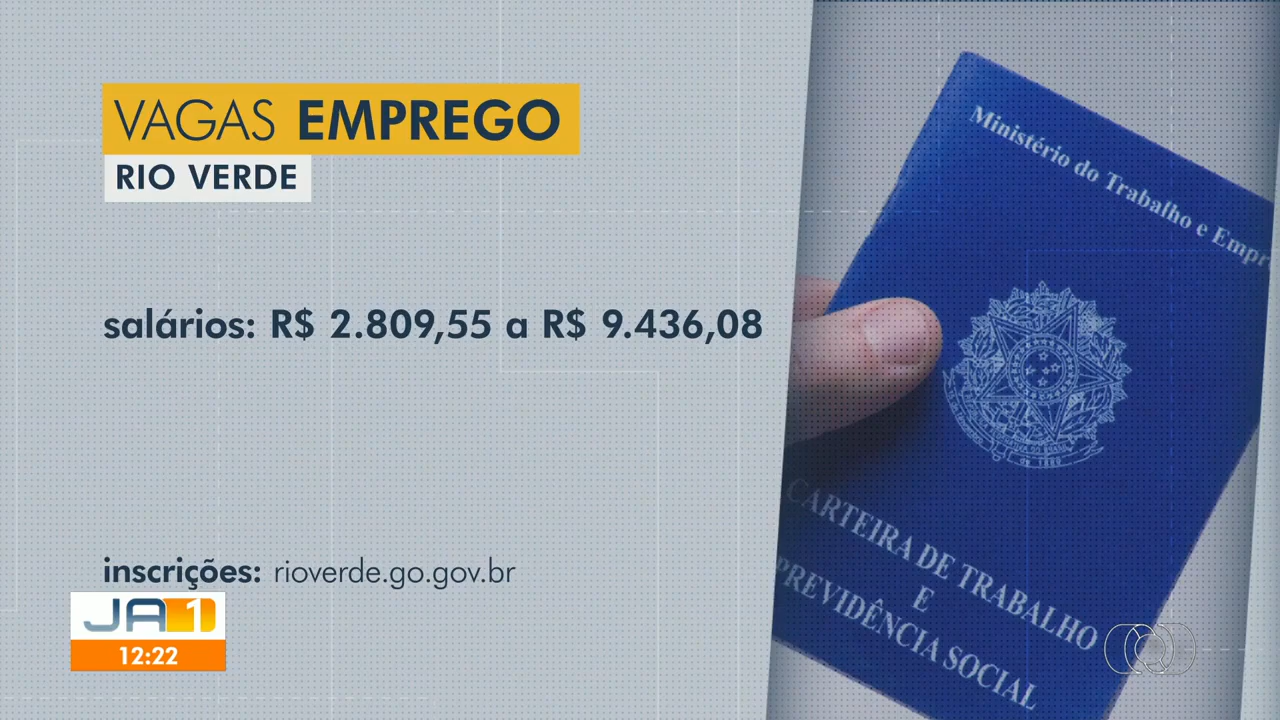 VAGAS EMPREGO
RIO VERDE
salários: R$ 2.809,55 a R$ 9.436,08
inscrições: rioverde.go.gov.br
JA1
12:22
Ministério do Trabalho e Empr
CARTEIRA DE TRABALHO
E
PREVIDÊNCIA SOCIAL